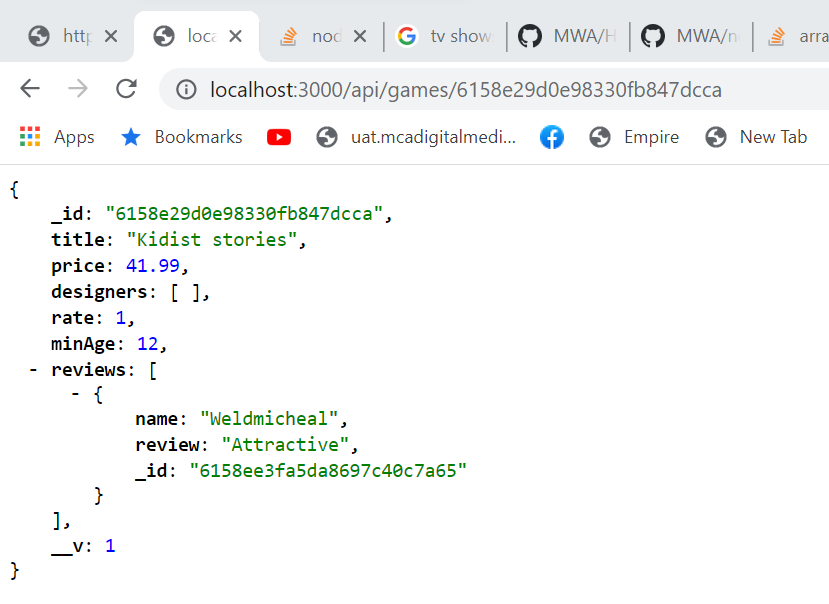 http
loca
nod
tv show
MWA/H
MWA/n
arra
localhost:3000/api/games/6158e29d0e98330fb847dcca
Apps Bookmarks uat.mcadigitalmedi... Empire New Tab
{
_id: "6158e29d0e98330fb847dcca",
title: "Kidist stories",
price: 41.99,
designers: [ ],
rate: 1,
minAge: 12,
- reviews: [
- {
name: "Weldmicheal",
review: "Attractive",
_id: "6158ee3fa5da8697c40c7a65"
}
],
__v: 1
}